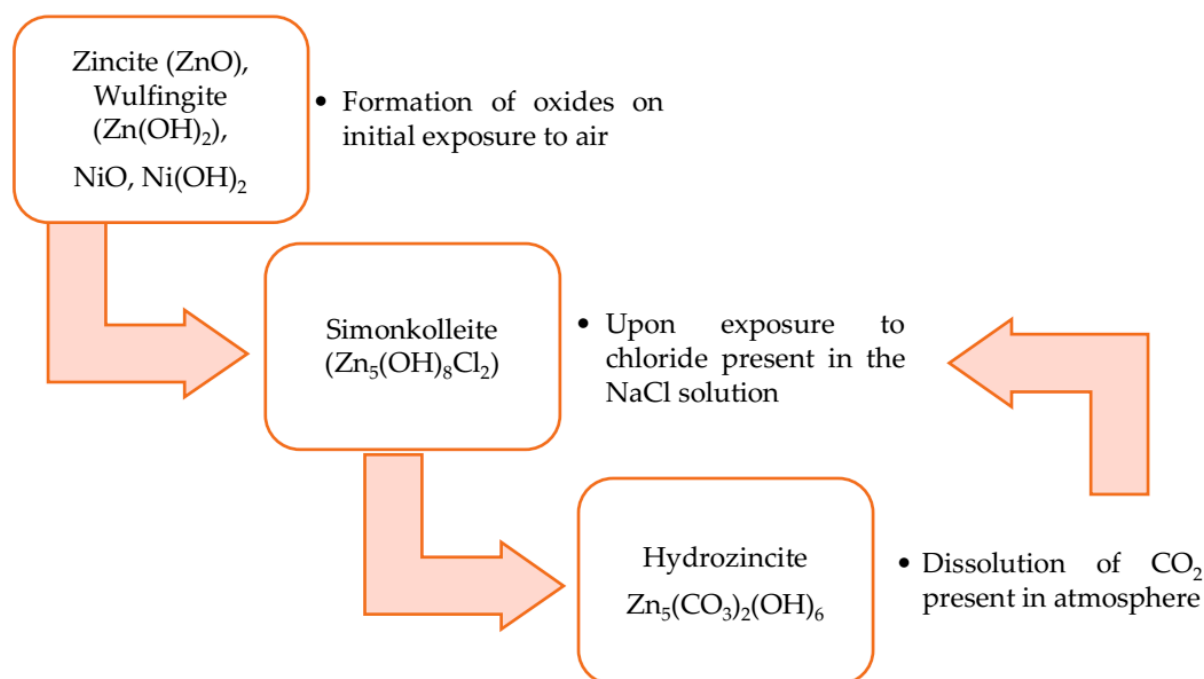 Zincite (ZnO),
Wulfingite
(Zn(OH)₂),
NiO, Ni(OH)₂
• Formation of oxides on
initial exposure to air
Simonkolleite
(Zn₅(OH)₈Cl₂)
• Upon exposure to
chloride present in the
NaCl solution
Hydrozincite
Zn₅(CO₃)₂(OH)₆
• Dissolution of CO₂
present in atmosphere